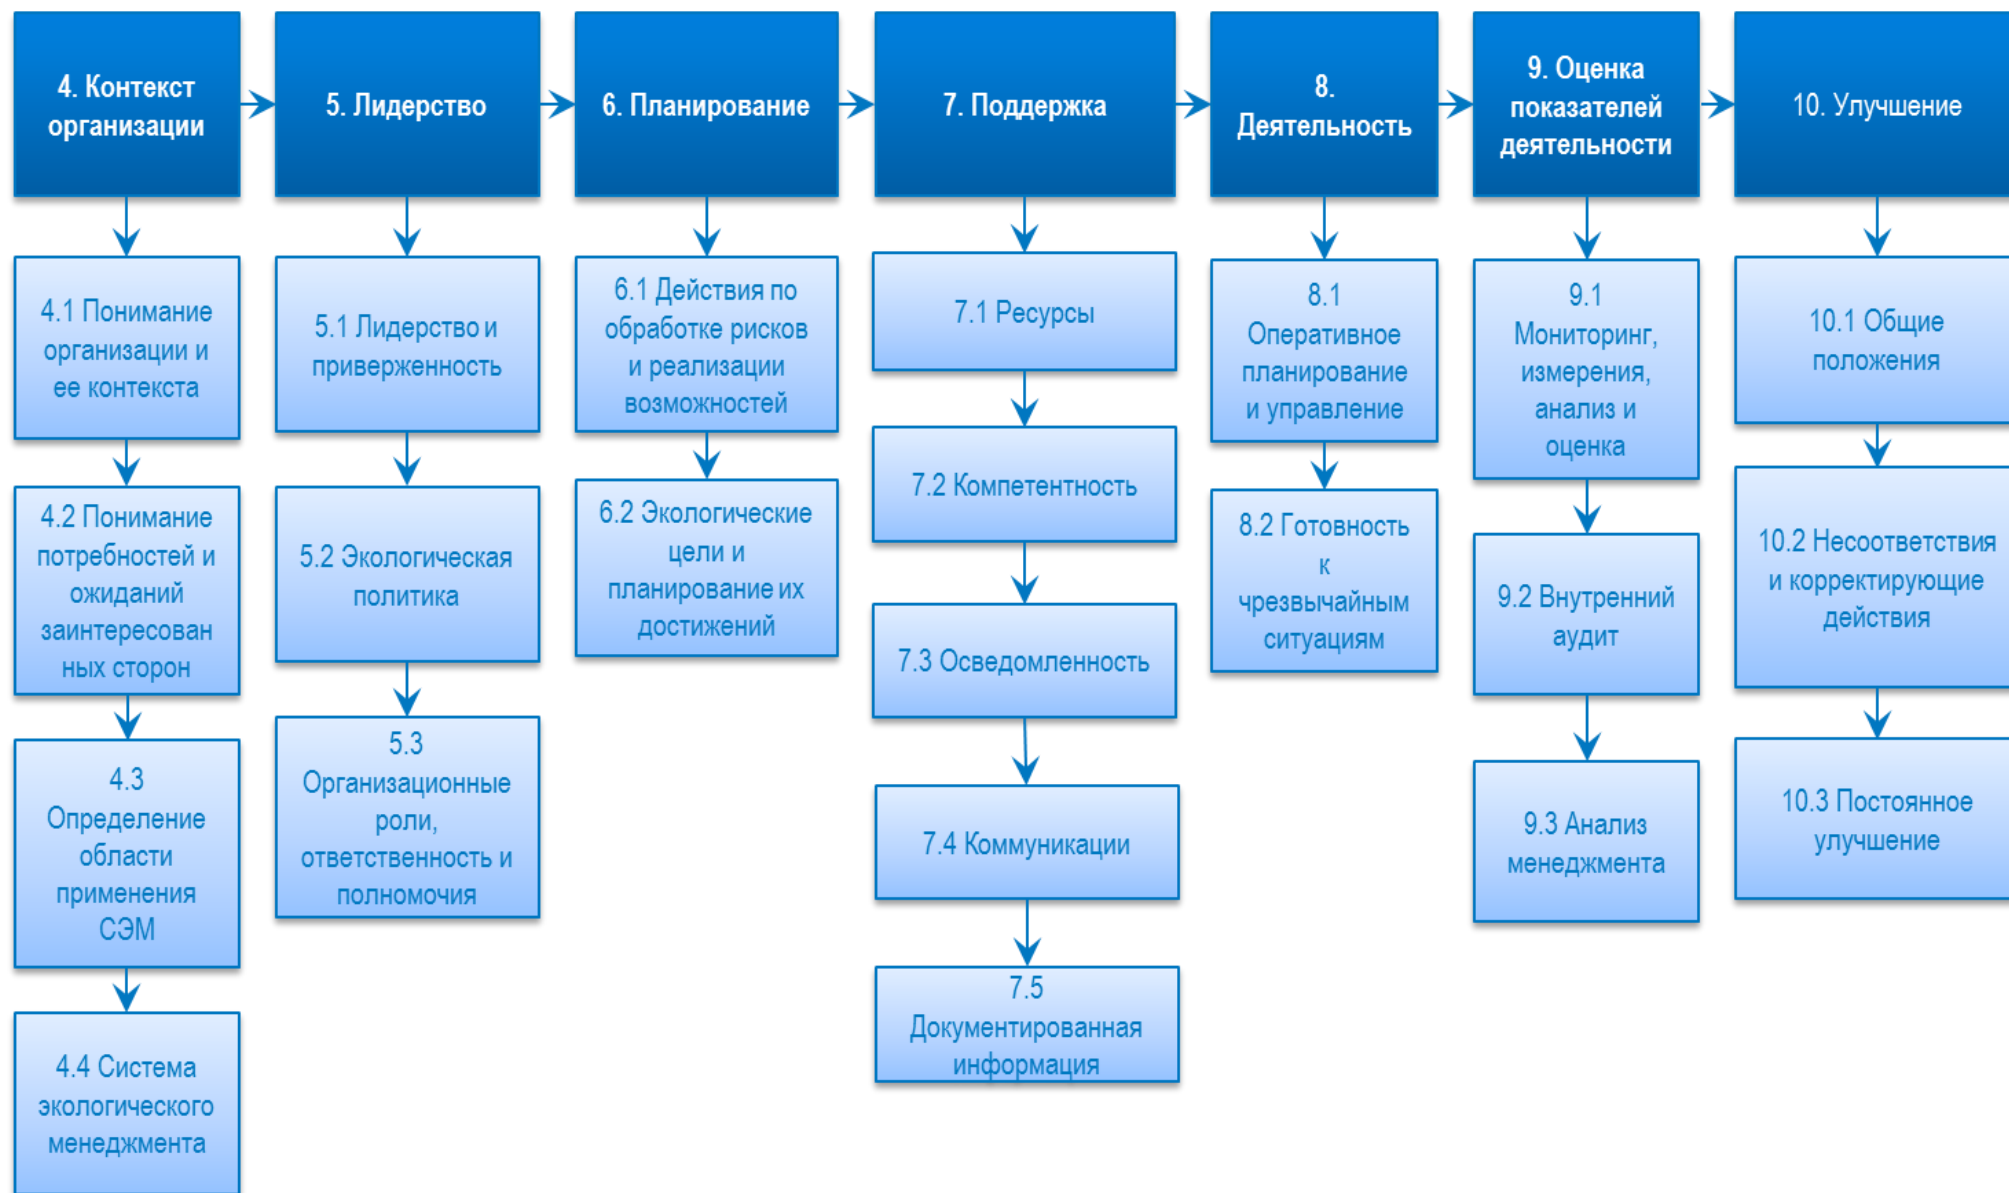 4. Контекст
организации
5. Лидерство
6. Планирование
7. Поддержка
8.
Деятельность
9. Оценка
показателей
деятельности
10. Улучшение
4.1 Понимание
организации и
ее контекста
4.2 Понимание
потребностей и
ожиданий
заинтересован
ных сторон
4.3
Определение
области
применения
СЭМ
4.4 Система
экологического
менеджмента
5.1 Лидерство и
приверженность
5.2 Экологическая
политика
5.3
Организационные
роли,
ответственность и
полномочия
6.1 Действия по
обработке рисков
и реализации
возможностей
6.2 Экологические
цели и
планирование их
достижений
7.1 Ресурсы
7.2 Компетентность
7.3 Осведомленность
7.4 Коммуникации
7.5
Документированная
информация
8.1
Оперативное
планирование
и управление
8.2 Готовность
к
чрезвычайным
ситуациям
9.1
Мониторинг,
измерения,
анализ и
оценка
9.2 Внутренний
аудит
9.3 Анализ
менеджмента
10.1 Общие
положения
10.2 Несоответствия
и корректирующие
действия
10.3 Постоянное
улучшение